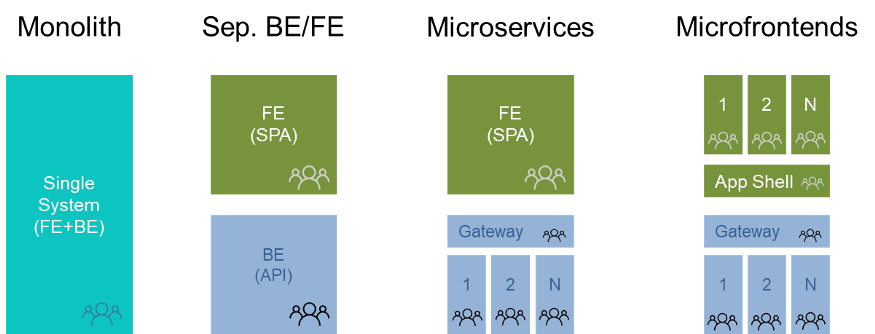 Monolith
Sep. BE/FE
Microservices
Microfrontends
Single
System
(FE+BE)
FE
(SPA)
BE
(API)
FE
(SPA)
Gateway
1 2 N
1 2 N
App Shell
Gateway
1 2 N